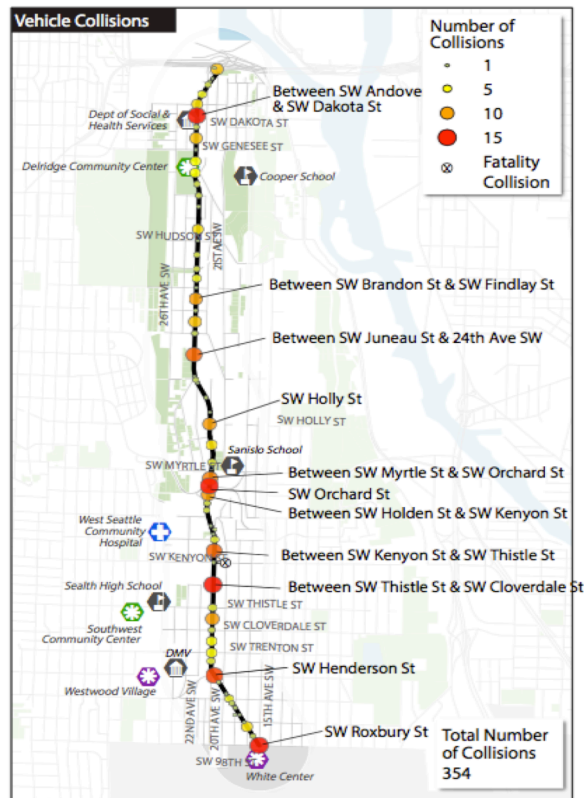 Vehicle Collisions
Number of
Collisions
1
5
10
15
Fatality
Collision
Between SW Andove
& SW Dakota St
Dept of Social &
Health Services
SW DAKOTA ST
SW GENESEE ST
Delridge Community Center
Cooper School
SW HUDSON ST
21ST AVE SW
26TH AVE SW
Between SW Brandon St & SW Findlay St
Between SW Juneau St & 24th Ave SW
SW Holly St
SW HOLLY ST
Sanislo School
SW MYRTLE ST
Between SW Myrtle St & SW Orchard St
SW Orchard St
Between SW Holden St & SW Kenyon St
West Seattle
Community
Hospital
SW KENYON ST
Between SW Kenyon St & SW Thistle St
Between SW Thistle St & SW Cloverdale St
Sealth High School
SW THISTLE ST
Southwest
Community Center
SW CLOVERDALE ST
SW TRENTON ST
DMV
SW Henderson St
Westwood Village
22ND AVE SW
20TH AVE SW
15TH AVE SW
SW Roxbury St
SW 98TH S
White Center
Total Number
of Collisions
354